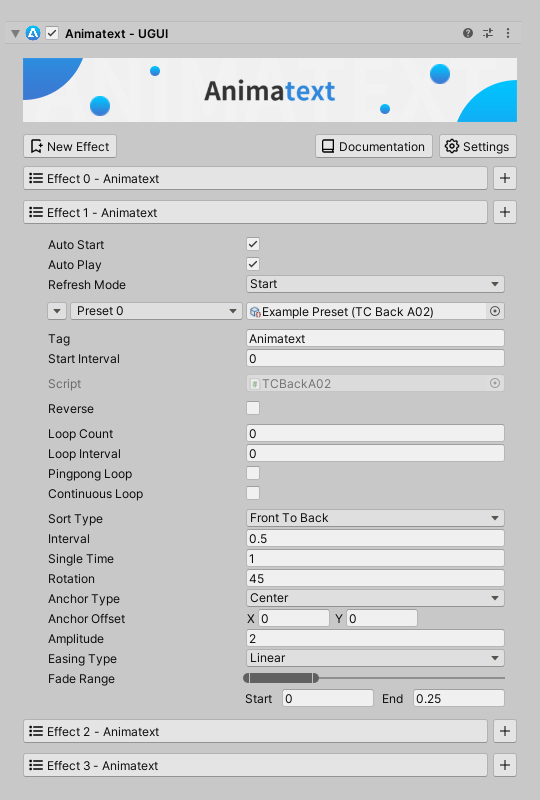 Animatext - UGUI
Animatext
New Effect Documentation Settings
Effect 0 - Animatext
Effect 1 - Animatext
Auto Start
Auto Play
Refresh Mode Start
Preset 0 Example Preset (TC Back A02)
Tag Animatext
Start Interval 0
Script # TCBackA02
Reverse
Loop Count 0
Loop Interval 0
Pingpong Loop
Continuous Loop
Sort Type Front To Back
Interval 0.5
Single Time 1
Rotation 45
Anchor Type Center
Anchor Offset X 0 Y 0
Amplitude 2
Easing Type Linear
Fade Range
Start 0 End 0.25
Effect 2 - Animatext
Effect 3 - Animatext